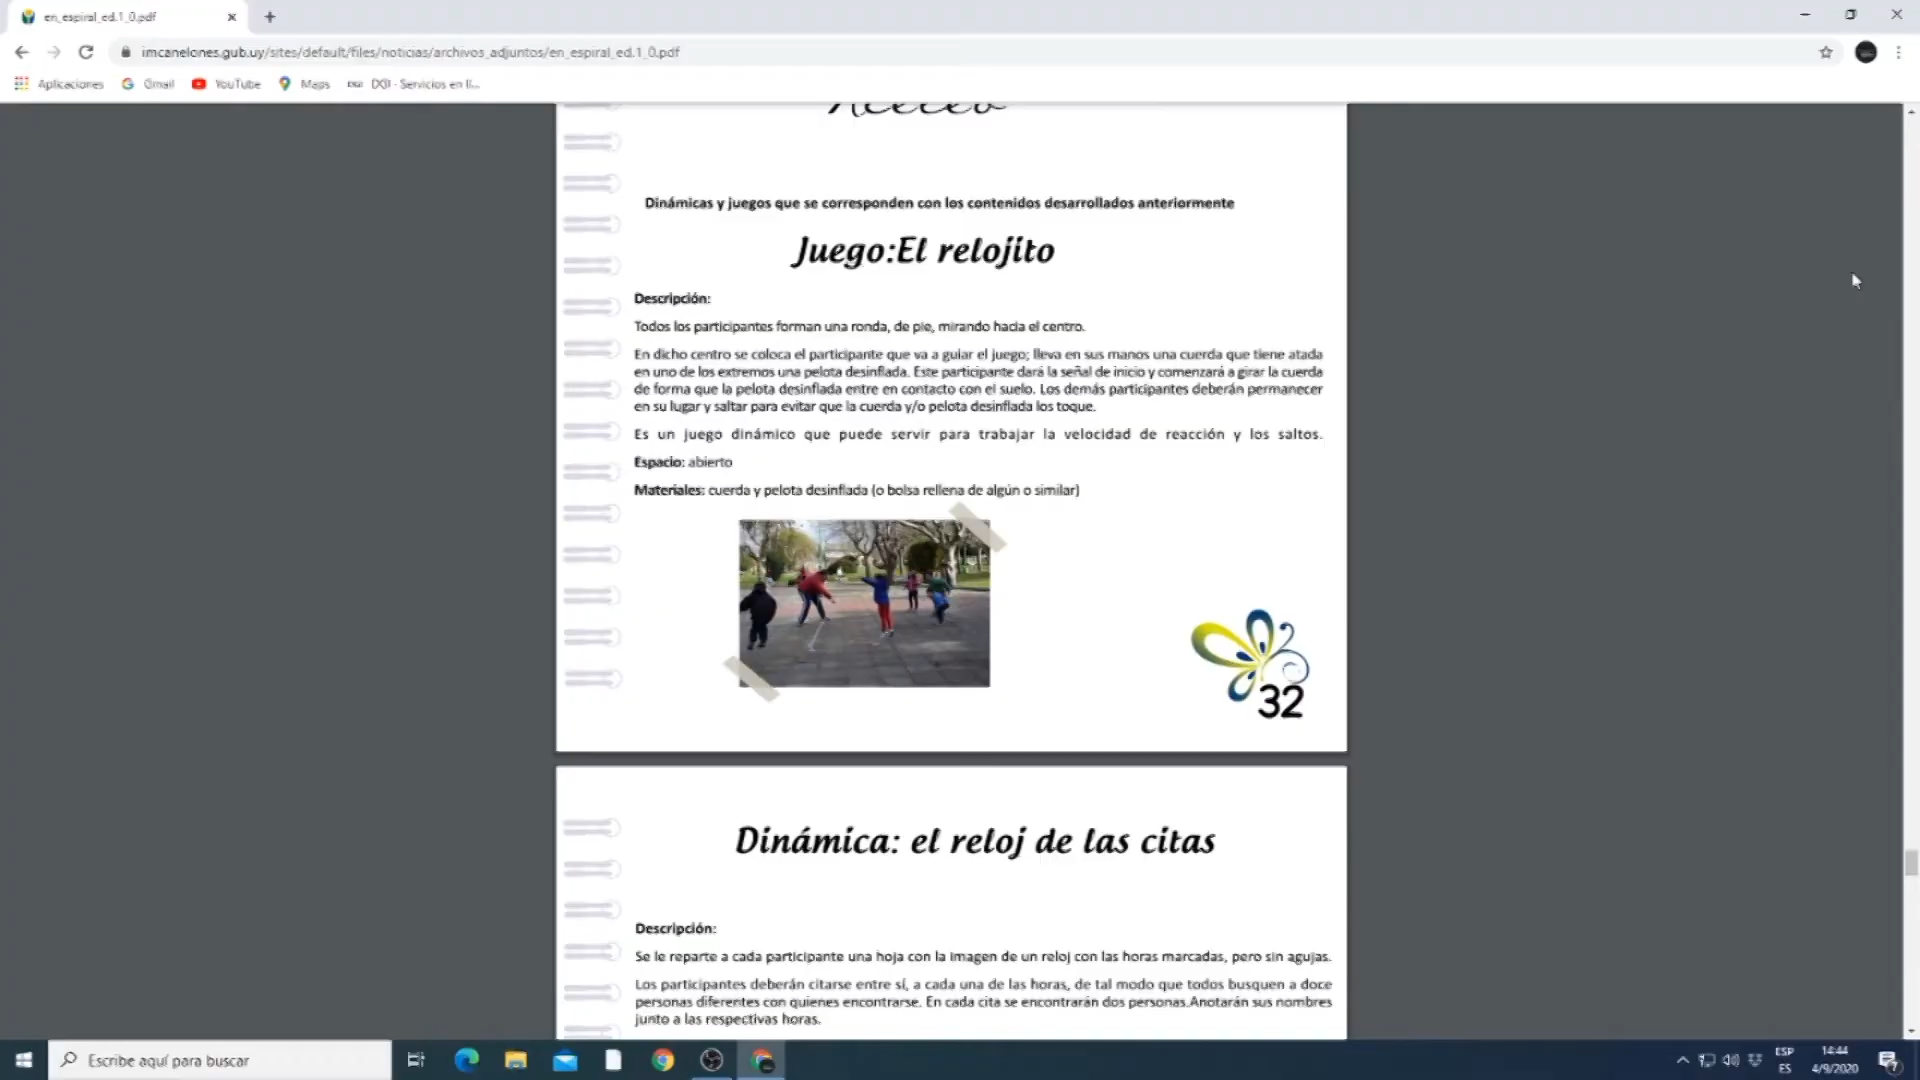 en_espiral_ed.1_0.pdf
imcanelones.gub.uy/sites/default/files/noticias/archivos_adjuntos/en_espiral_ed.1_0.pdf
Aplicaciones Gmail YouTube Maps DGI - Servicios en lí...
Dinámicas y juegos que se corresponden con los contenidos desarrollados anteriormente
Juego:El relojito
Descripción:
Todos los participantes forman una ronda, de pie, mirando hacia el centro.
En dicho centro se coloca el participante que va a guiar el juego; lleva en sus manos una cuerda que tiene atada
en uno de los extremos una pelota desinflada. Este participante dará la señal de inicio y comenzará a girar la cuerda
de forma que la pelota desinflada entre en contacto con el suelo. Los demás participantes deberán permanecer
en su lugar y saltar para evitar que la cuerda y/o pelota desinflada los toque.
Es un juego dinámico que puede servir para trabajar la velocidad de reacción y los saltos.
Espacio: abierto
Materiales: cuerda y pelota desinflada (o bolsa rellena de algún o similar)
32
Dinámica: el reloj de las citas
Descripción:
Se le reparte a cada participante una hoja con la imagen de un reloj con las horas marcadas, pero sin agujas.
Los participantes deberán citarse entre sí, a cada una de las horas, de tal modo que todos busquen a doce
personas diferentes con quienes encontrarse. En cada cita se encontrarán dos personas.Anotarán sus nombres
junto a las respectivas horas.
Escribe aquí para buscar
ESP
ES
14:44
4/9/2020